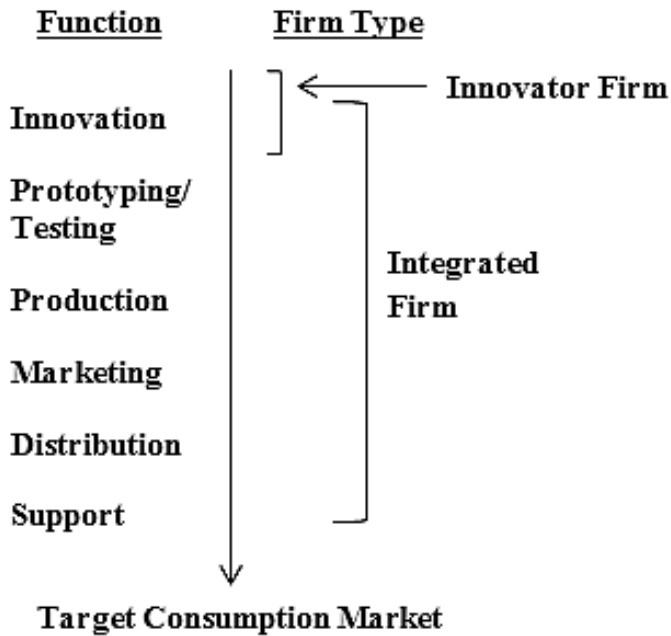 Function Firm Type
Innovator Firm
Innovation
Prototyping/
Testing
Integrated
Firm
Production
Marketing
Distribution
Support
Target Consumption Market